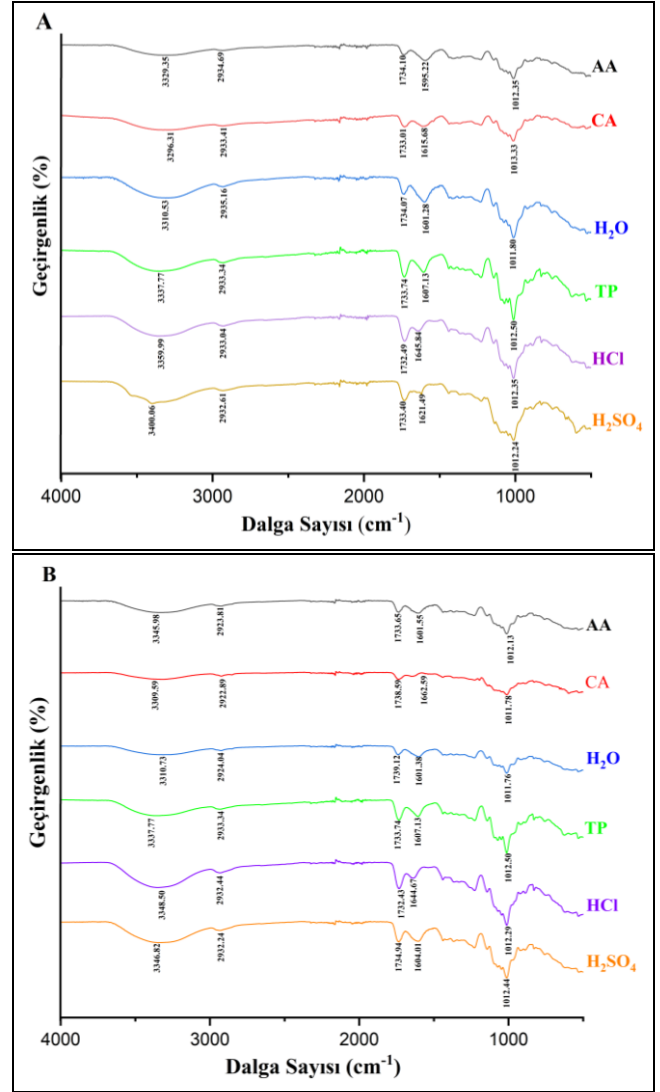 A
3329.35 2934.69 1734.10 1595.22 1012.35 AA
3296.31 2933.41 1733.01 1615.68 1013.33 CA
3310.53 2935.16 1734.07 1601.28 1011.80 H₂O
3337.77 2933.34 1733.74 1607.13 1012.50 TP
3359.99 2933.04 1732.49 1645.84 1012.35 HCl
3400.06 2932.61 1733.40 1621.49 1012.24 H₂SO₄
Geçirgenlik (%)
4000 3000 2000 1000
Dalga Sayısı (cm⁻¹)
B
3345.98 2923.81 1733.65 1601.55 1012.13 AA
3309.59 2922.89 1738.59 1662.59 1011.78 CA
3310.73 2924.04 1739.12 1601.38 1011.76 H₂O
3337.77 2933.34 1733.74 1607.13 1012.50 TP
3348.50 2932.44 1732.43 1644.67 1012.29 HCl
3346.82 2932.24 1734.94 1604.01 1012.44 H₂SO₄
Geçirgenlik (%)
4000 3000 2000 1000
Dalga Sayısı (cm⁻¹)